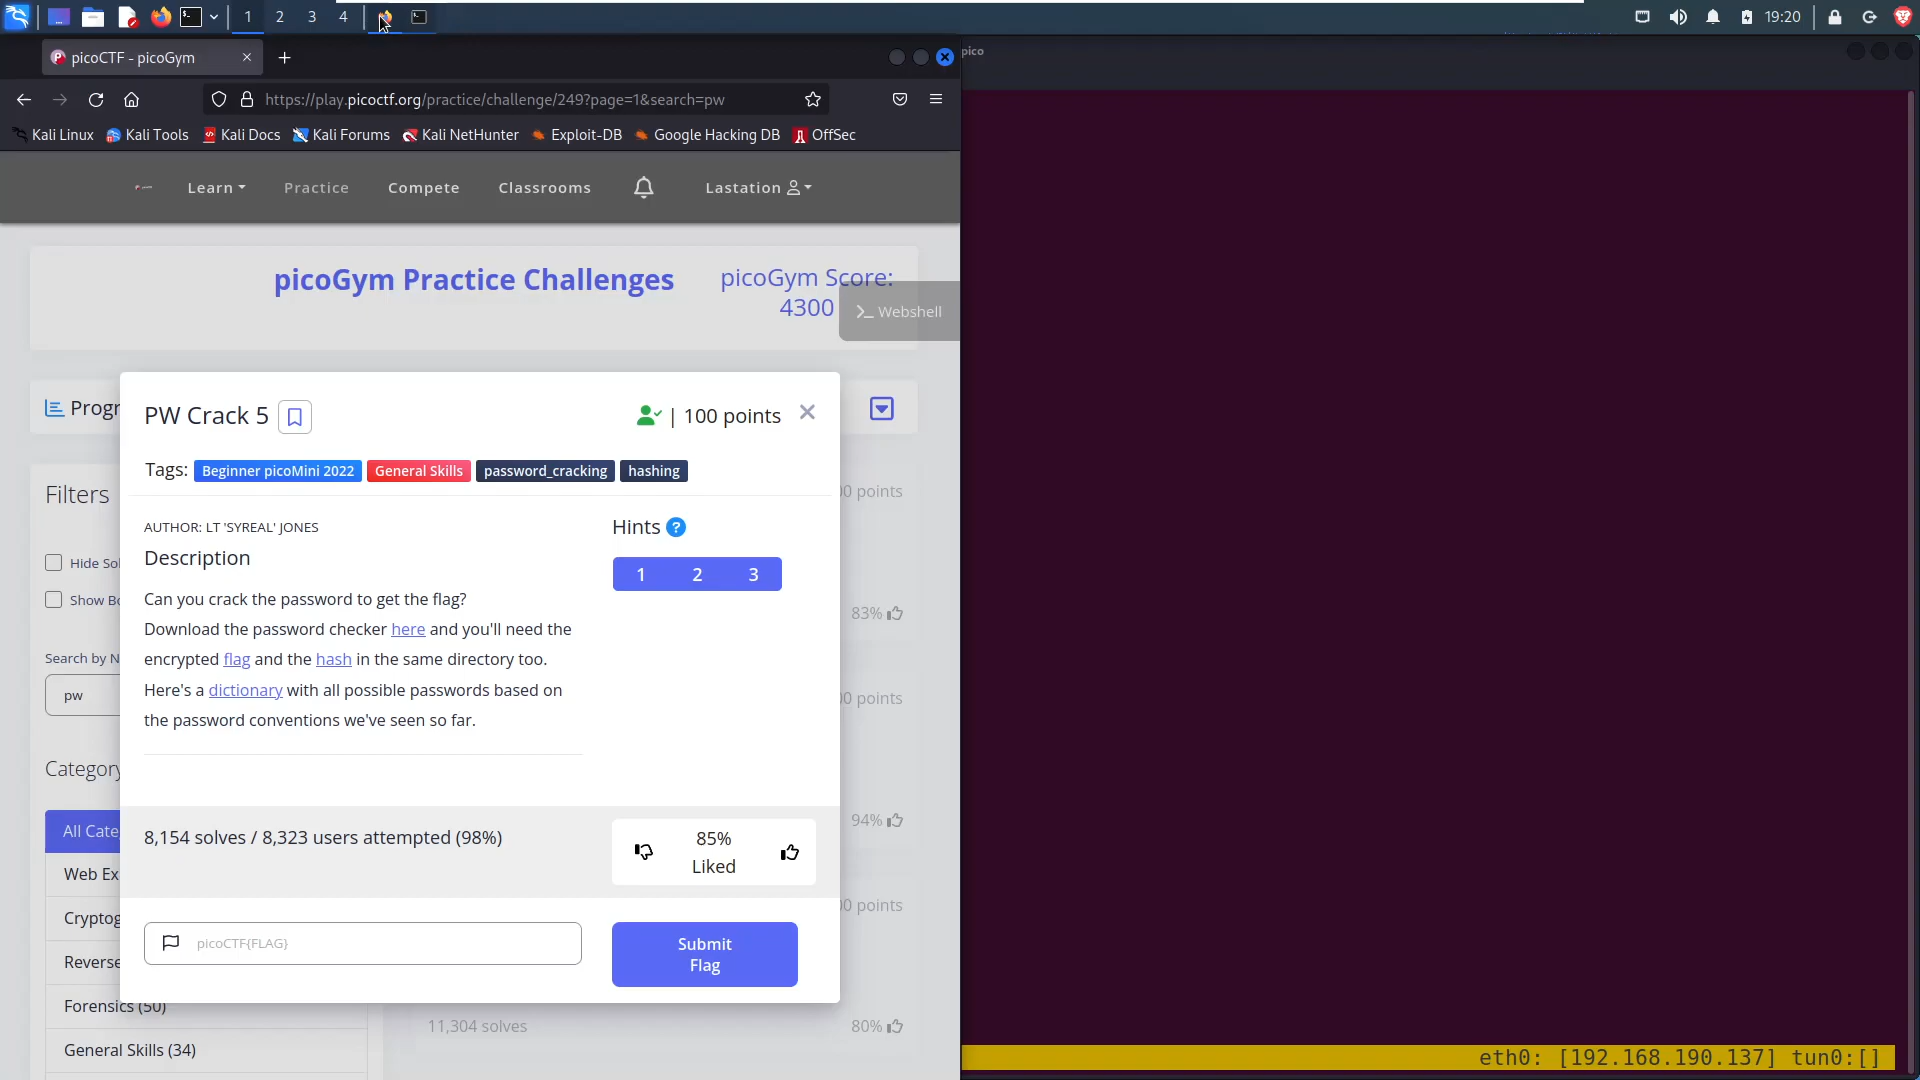 1 2 3 4 19:20
picoCTF - picoGym
pico
https://play.picoctf.org/practice/challenge/249?page=1&search=pw
Kali Linux Kali Tools Kali Docs Kali Forums Kali NetHunter Exploit-DB Google Hacking DB OffSec
Learn Practice Compete Classrooms Lastation
picoGym Practice Challenges
picoGym Score:
4300
Webshell
Progr
PW Crack 5
| 100 points
Tags: Beginner picoMini 2022 General Skills password_cracking hashing
Filters
0 points
AUTHOR: LT 'SYREAL' JONES
Hints ?
Description
Hide Sol
1 2 3
Can you crack the password to get the flag?
Show Bo
83%
Download the password checker here and you'll need the
encrypted flag and the hash in the same directory too.
Search by N
Here's a dictionary with all possible passwords based on
pw
00 points
the password conventions we've seen so far.
Category
All Cate
8,154 solves / 8,323 users attempted (98%)
85%
Liked
94%
Web Ex
Cryptog
00 points
picoCTF{FLAG}
Submit
Flag
Reverse
Forensics (50)
11,304 solves 80%
General Skills (34)
eth0: [192.168.190.137] tun0:[]